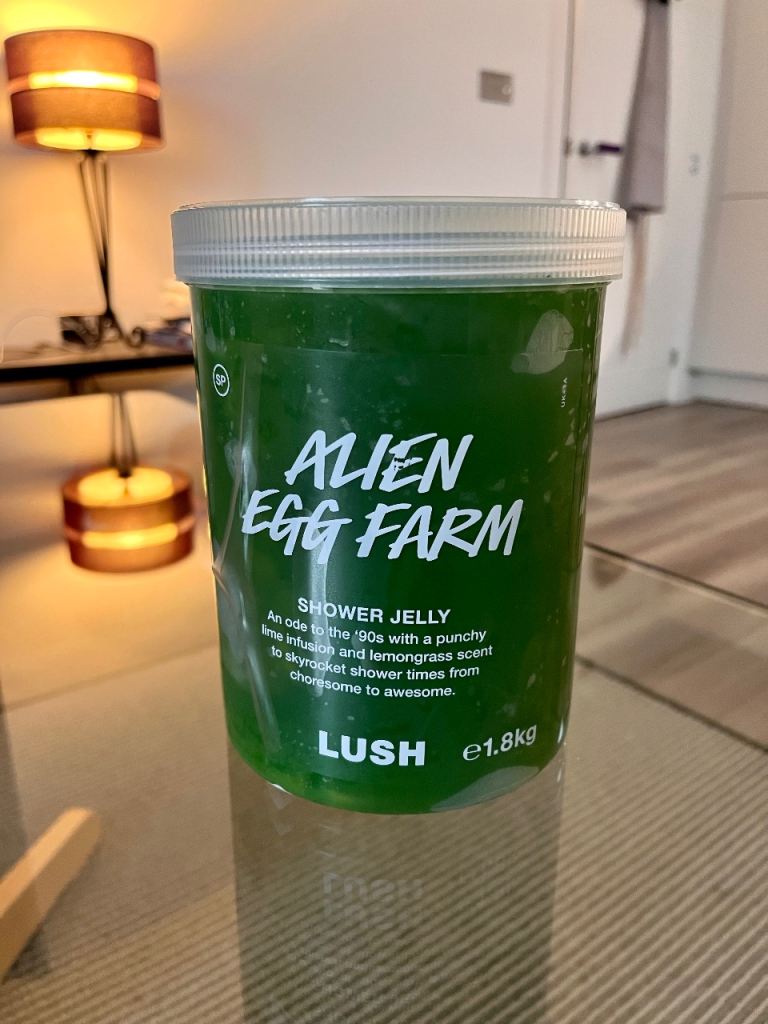 SP
ALIEN
EGG FARM
SHOWER JELLY
An ode to the '90s with a punchy
lime infusion and lemongrass scent
to skyrocket shower times from
choresome to awesome.
LUSH
℮1.8kg